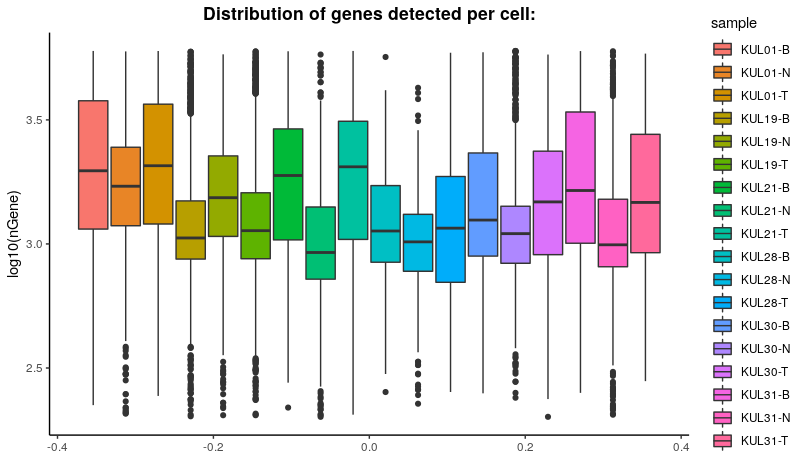 Distribution of genes detected per cell:
log10(nGene)
3.5
3.0
2.5
-0.4
-0.2
0.0
0.2
0.4
sample
KUL01-B
KUL01-N
KUL01-T
KUL19-B
KUL19-N
KUL19-T
KUL21-B
KUL21-N
KUL21-T
KUL28-B
KUL28-N
KUL28-T
KUL30-B
KUL30-N
KUL30-T
KUL31-B
KUL31-N
KUL31-T